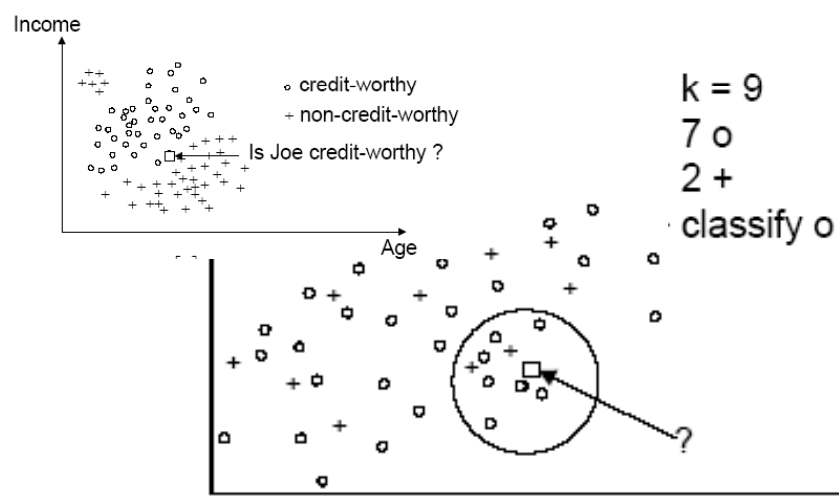 Income
o credit-worthy
+ non-credit-worthy
Is Joe credit-worthy ?
Age
k = 9
7 o
2 +
classify o
?